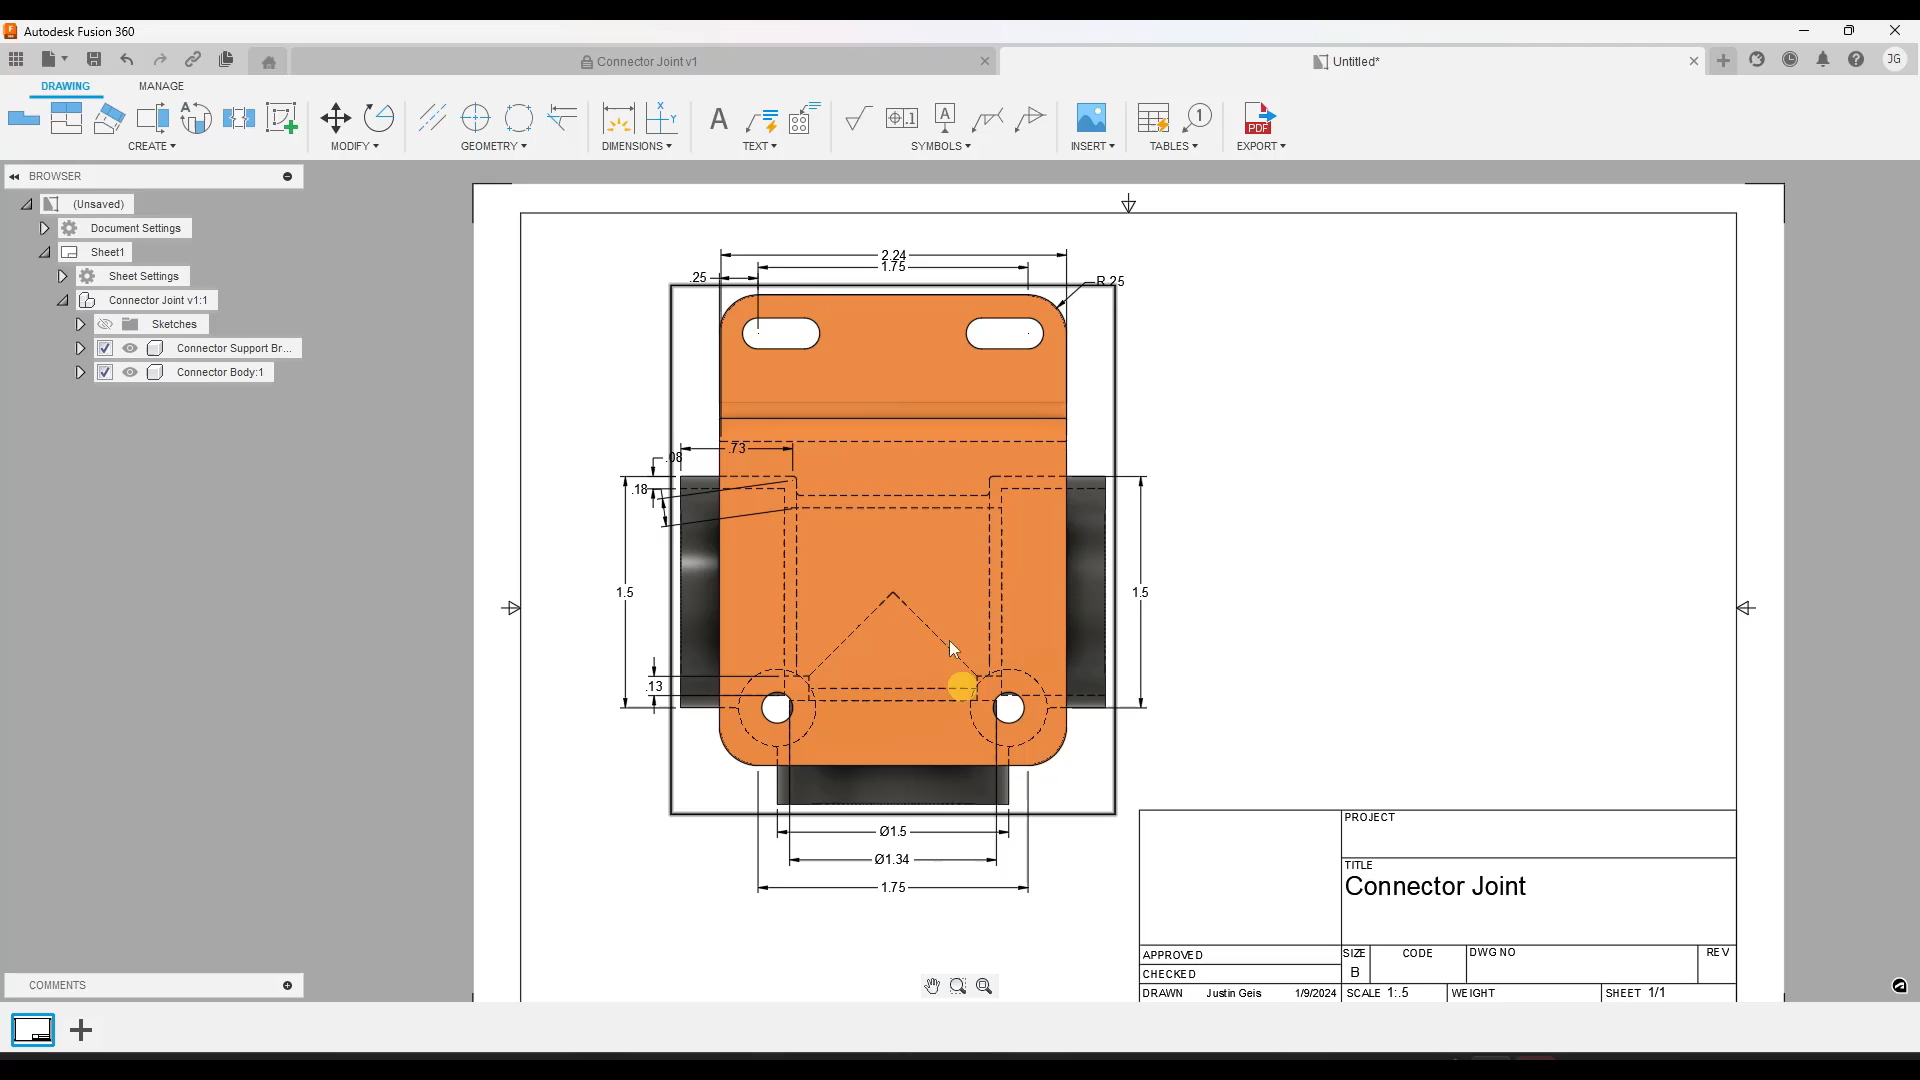 Autodesk Fusion 360
Connector Joint v1
Untitled*
JG
DRAWING
MANAGE
A
A
1
PDF
CREATE
MODIFY
GEOMETRY
DIMENSIONS
TEXT
SYMBOLS
INSERT
TABLES
EXPORT
BROWSER
(Unsaved)
Document Settings
Sheet1
Sheet Settings
Connector Joint v1:1
Sketches
Connector Support Br...
Connector Body:1
2.24
1.75
.25
R.25
.73
.08
.18
1.5
1.5
.13
Ø1.5
Ø1.34
1.75
PROJECT
TITLE
Connector Joint
APPROVED
CHECKED
DRAWN Justin Geis 1/9/2024
SIZE
B
CODE
DWG NO
REV
SCALE 1:.5
WEIGHT
SHEET 1/1
COMMENTS